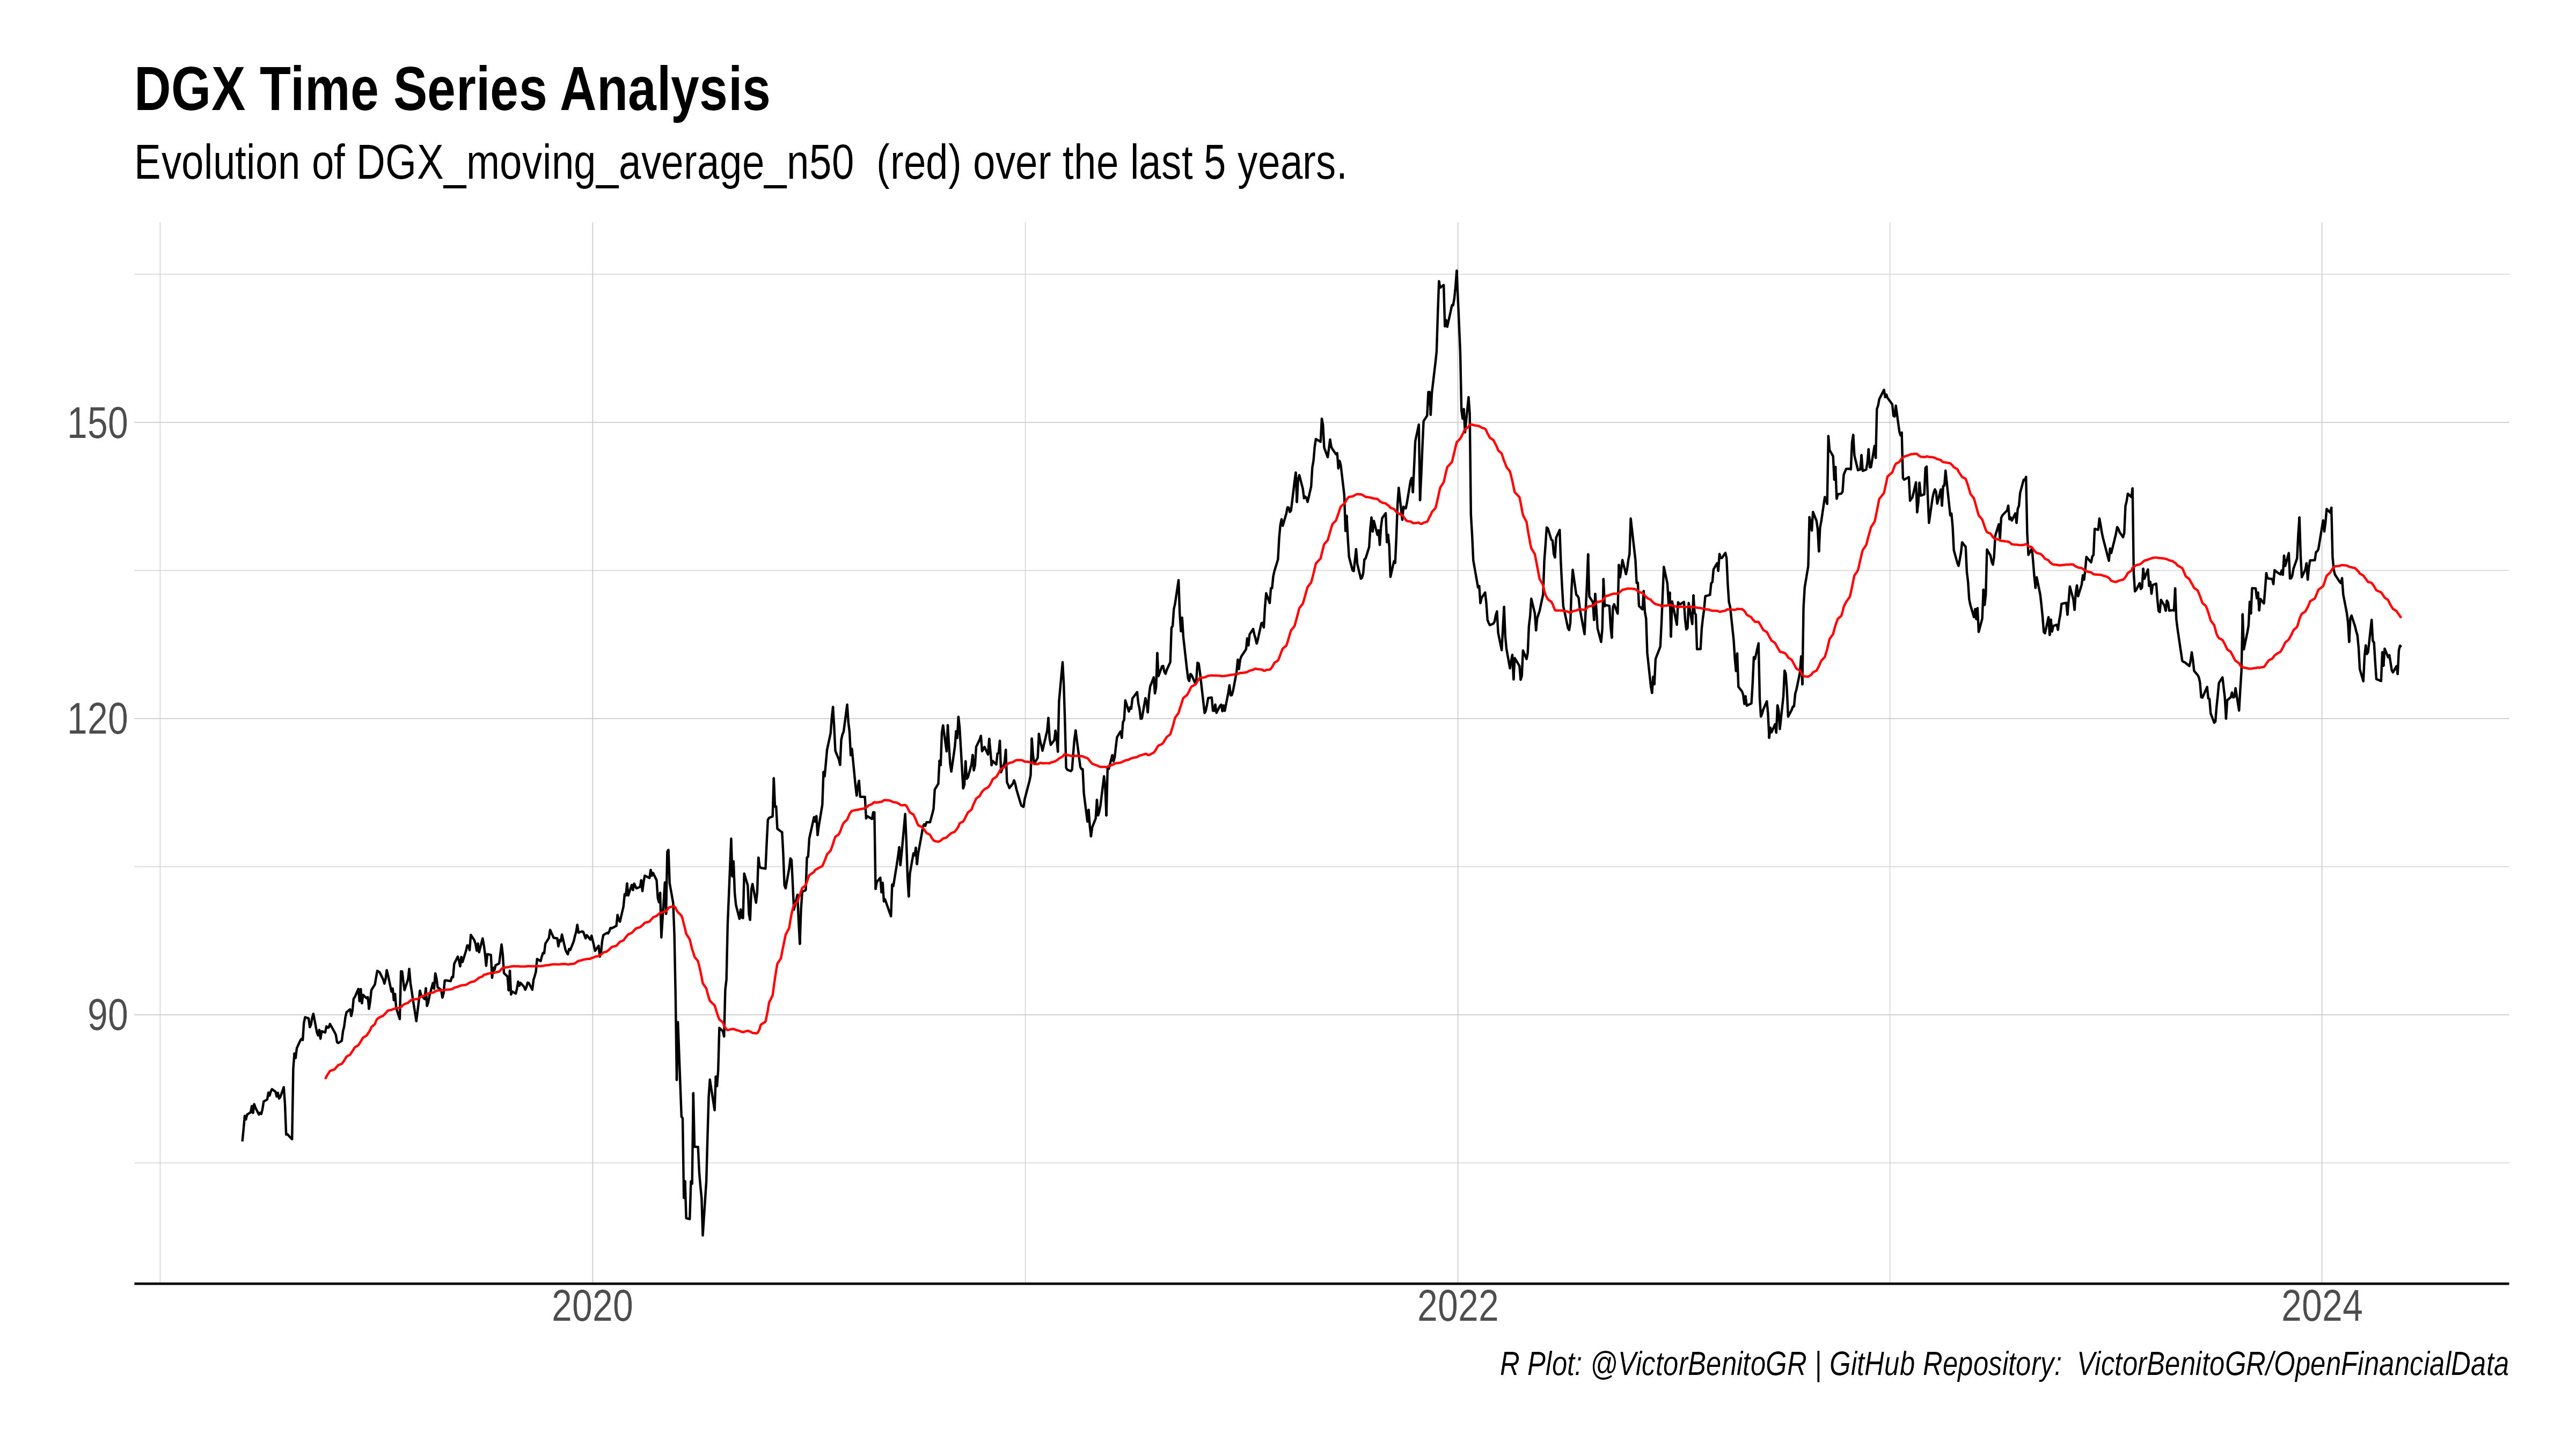 DGX Time Series Analysis
Evolution of DGX_moving_average_n50  (red) over the last 5 years.
150
120
90
2020 2022 2024
R Plot: @VictorBenitoGR | GitHub Repository:  VictorBenitoGR/OpenFinancialData